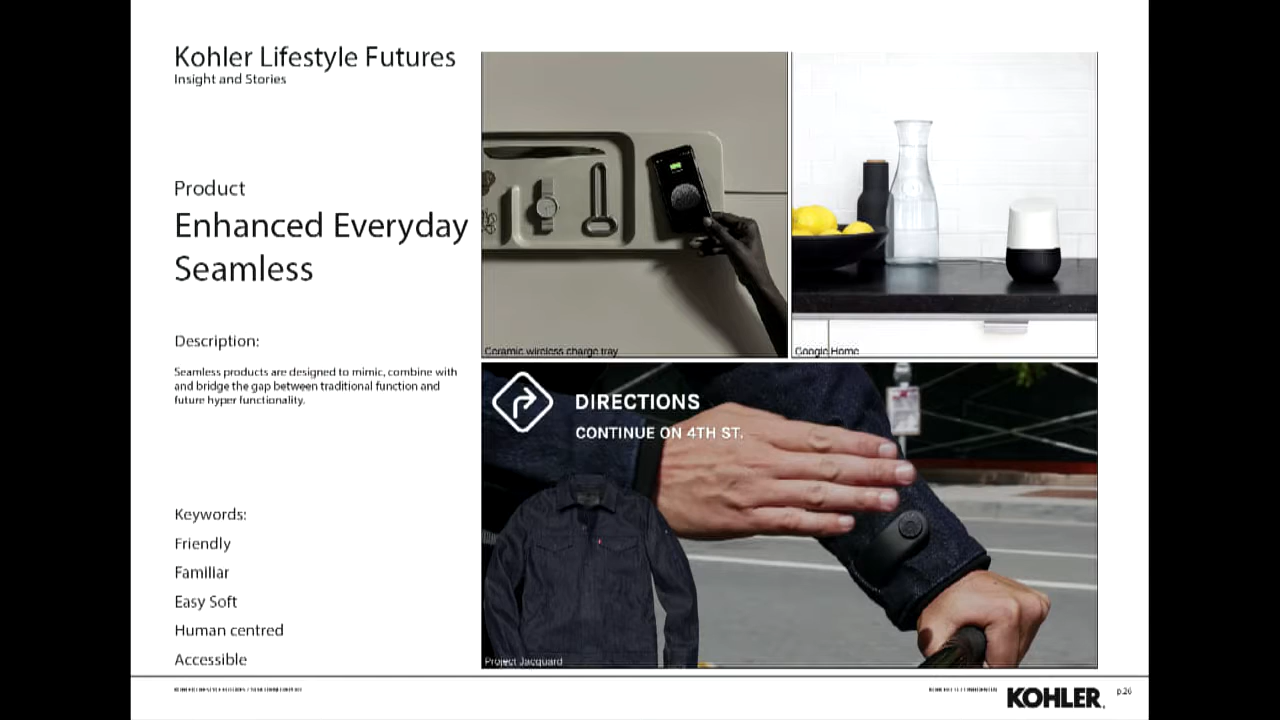 Kohler Lifestyle Futures
Insight and Stories
Product
Enhanced Everyday
Seamless
Description:
Seamless products are designed to mimic, combine with
and bridge the gap between traditional function and
future hyper functionality.
Keywords:
Friendly
Familiar
Easy Soft
Human centred
Accessible
Ceramic wireless charge tray
Google Home
DIRECTIONS
CONTINUE ON 4TH ST.
Project Jacquard
KOHLER.
p.26